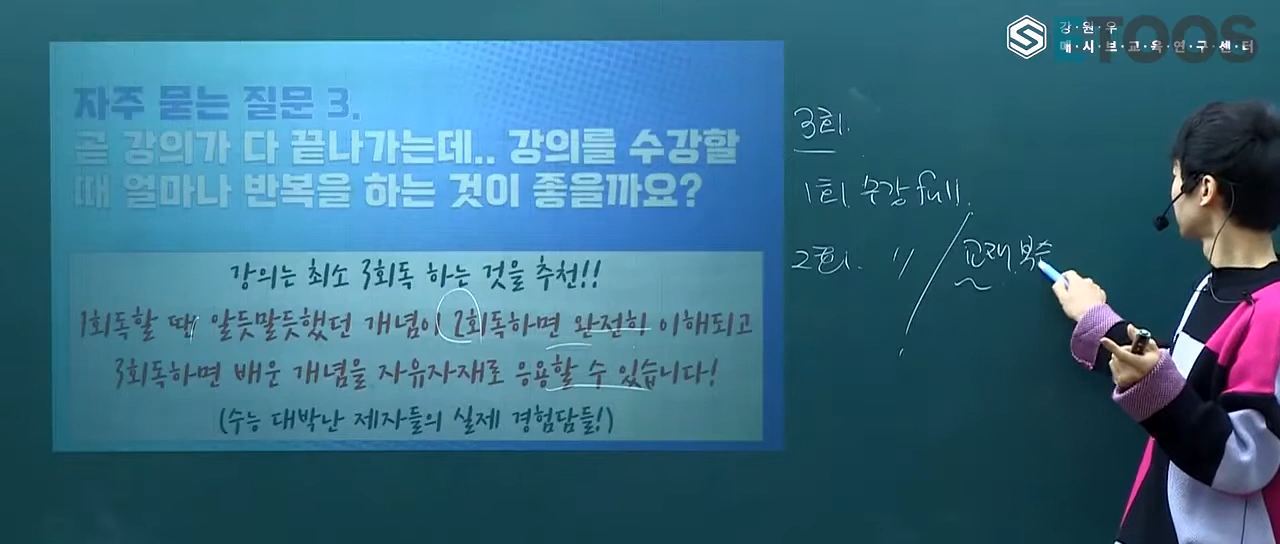 강·원·우
매·시·브·교·육·연·구·센·터
ETOOS
자주 묻는 질문 3.
곧 강의가 다 끝나가는데.. 강의를 수강할
때 얼마나 반복을 하는 것이 좋을까요?
강의는 최소 3회독 하는 것을 추천!!
1회독할 때 알듯말듯했던 개념이 2회독하면 완전히 이해되고
3회독하면 배운 개념을 자유자재로 응용할 수 있습니다!
(수능 대박난 제자들의 실제 경험담들!)
3회.
1회 수강 full.
2회. 〃 / 교재 복습